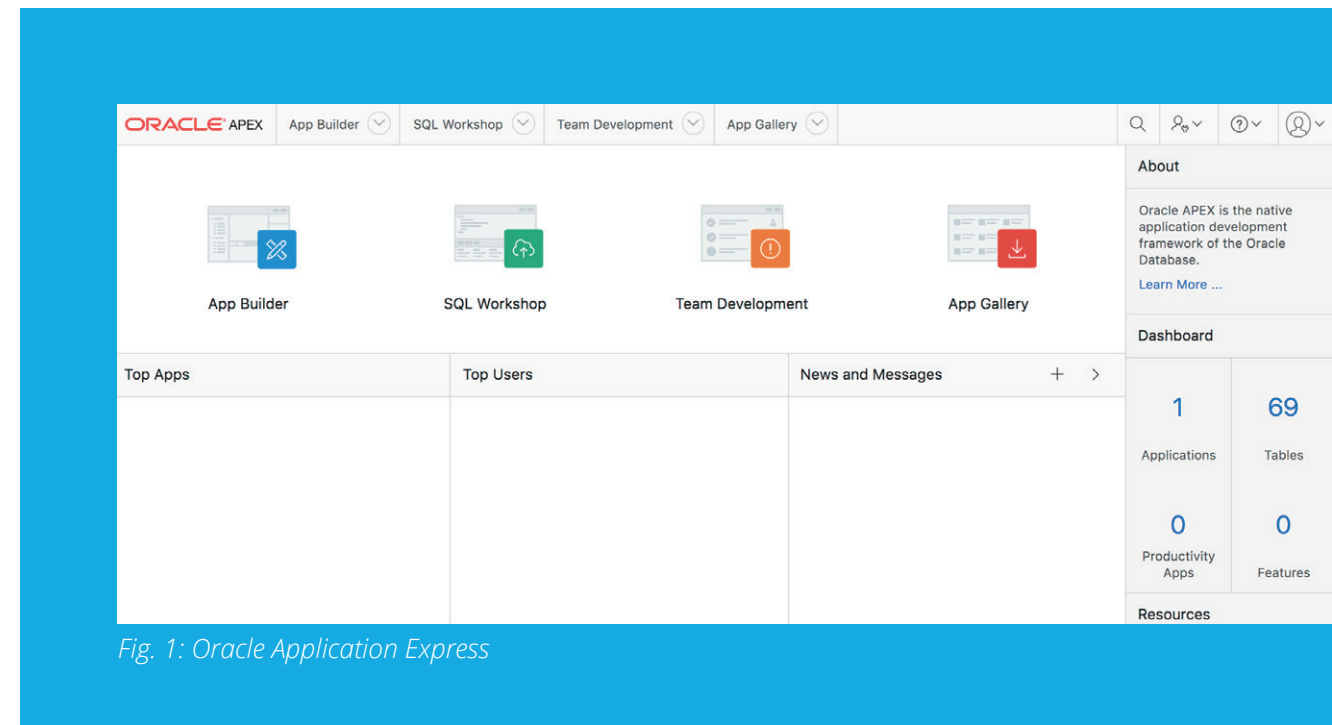 ORACLE APEX App Builder SQL Workshop Team Development App Gallery
App Builder SQL Workshop Team Development App Gallery
Top Apps Top Users News and Messages
About
Oracle APEX is the native
application development
framework of the Oracle
Database.
Learn More ...
Dashboard
1 69
Applications Tables
0 0
Productivity
Apps Features
Resources
Fig. 1: Oracle Application Express